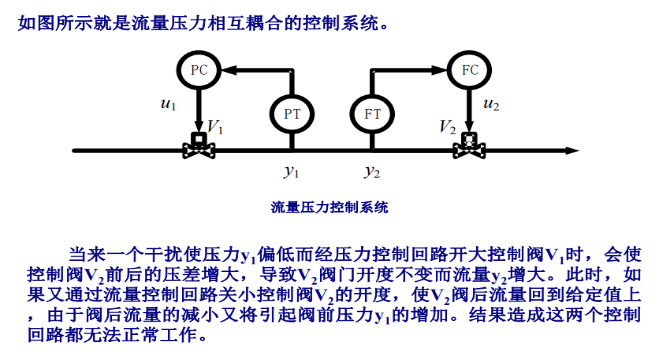 如图所示就是流量压力相互耦合的控制系统。
PC
FC
u1
PT
FT
u2
V1
V2
y1
y2
流量压力控制系统
当来一个干扰使压力y1偏低而经压力控制回路开大控制阀V1时，会使
控制阀V2前后的压差增大，导致V2阀门开度不变而流量y2增大。此时，如
果又通过流量控制回路关小控制阀V2的开度，使V2阀后流量回到给定值上
，由于阀后流量的减小又将引起阀前压力y1的增加。结果造成这两个控制
回路都无法正常工作。